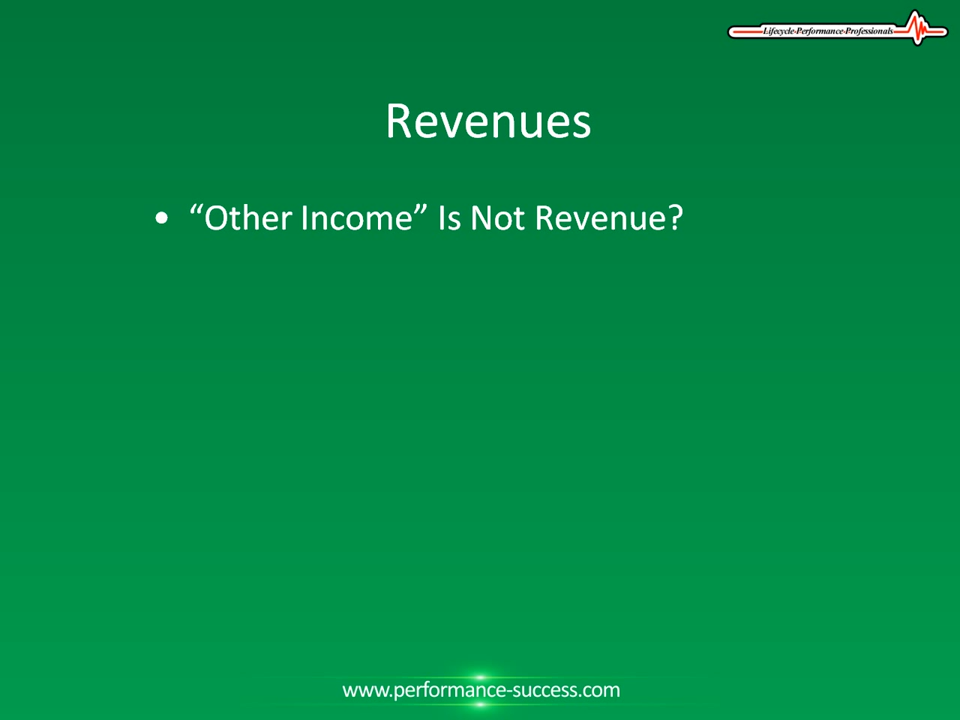 Lifecycle-Performance-Professionals
Revenues
• “Other Income” Is Not Revenue?
www.performance-success.com